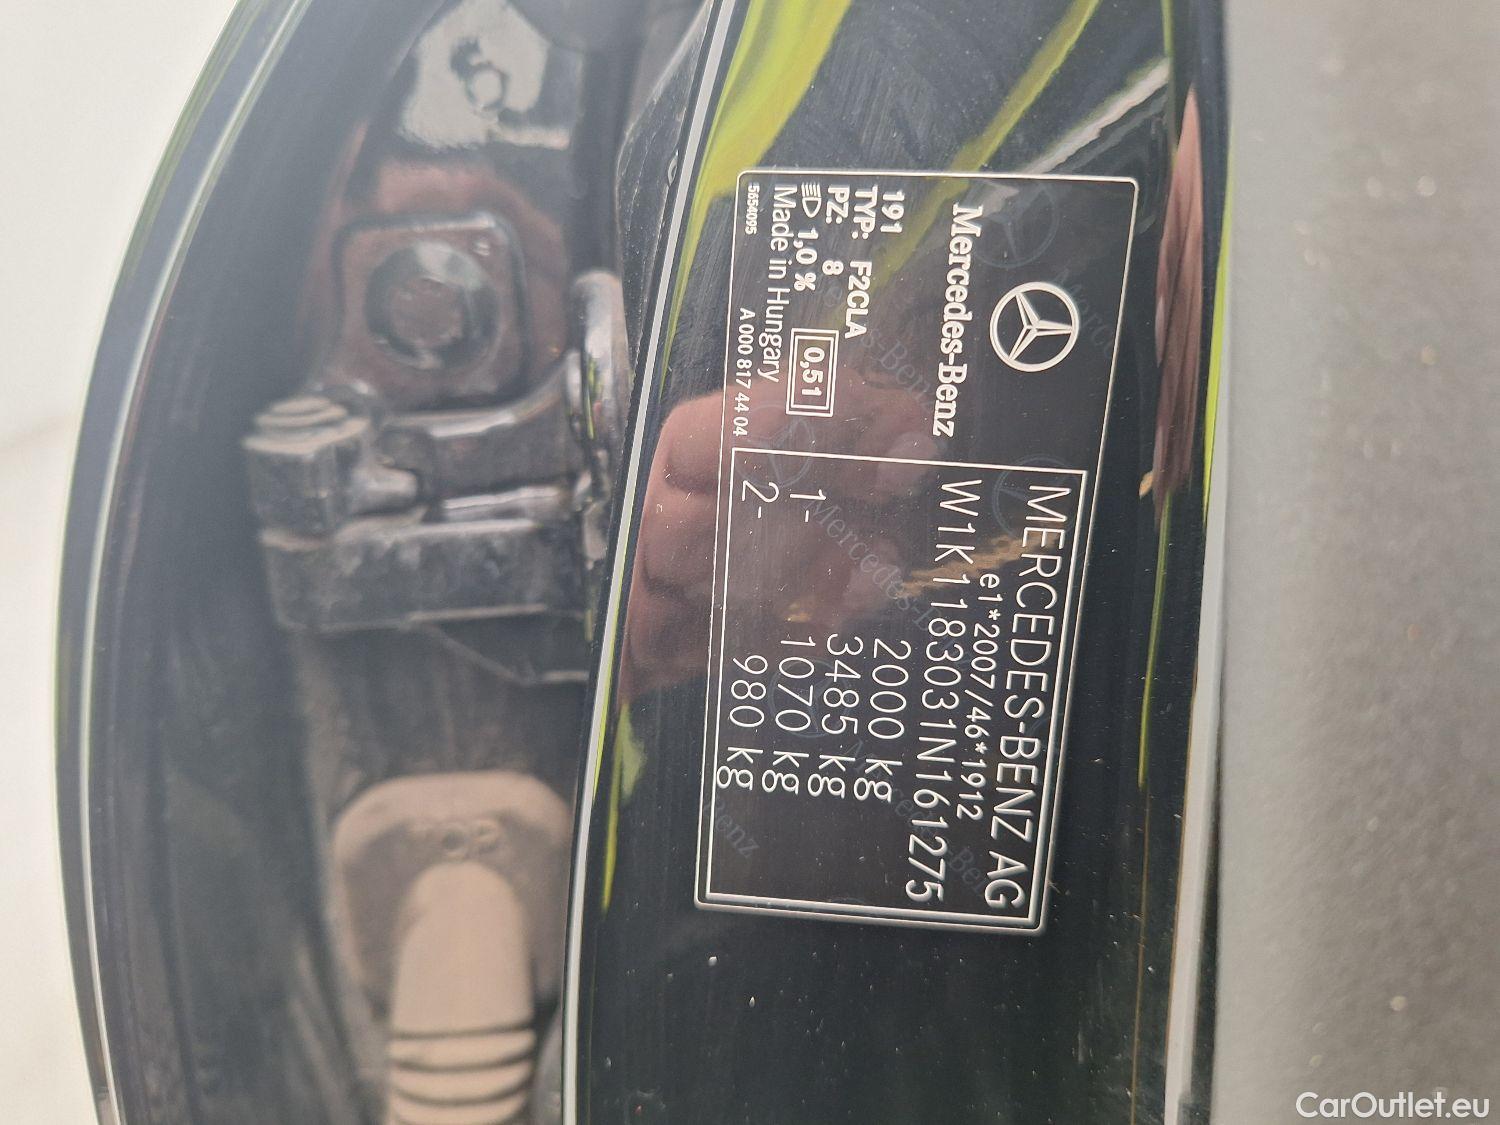 Mercedes-Benz
191
TYP: F2CLA
PZ: 8
1,0 % 0,51
Made in Hungary
5654095 A 000 817 44 04
MERCEDES-BENZ AG
e1*2007/46*1912
W1K1183031N161275
2000 kg
3485 kg
1- 1070 kg
2- 980 kg
TOP
CarOutlet.eu